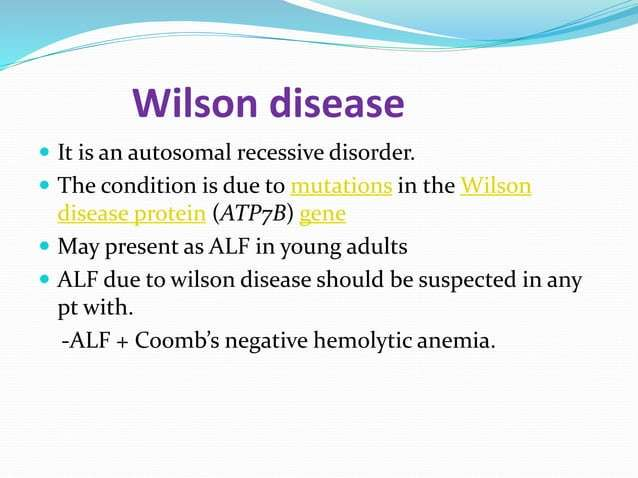 Wilson disease
• It is an autosomal recessive disorder.
• The condition is due to mutations in the Wilson
disease protein (ATP7B) gene
• May present as ALF in young adults
• ALF due to wilson disease should be suspected in any
pt with.
-ALF + Coomb’s negative hemolytic anemia.